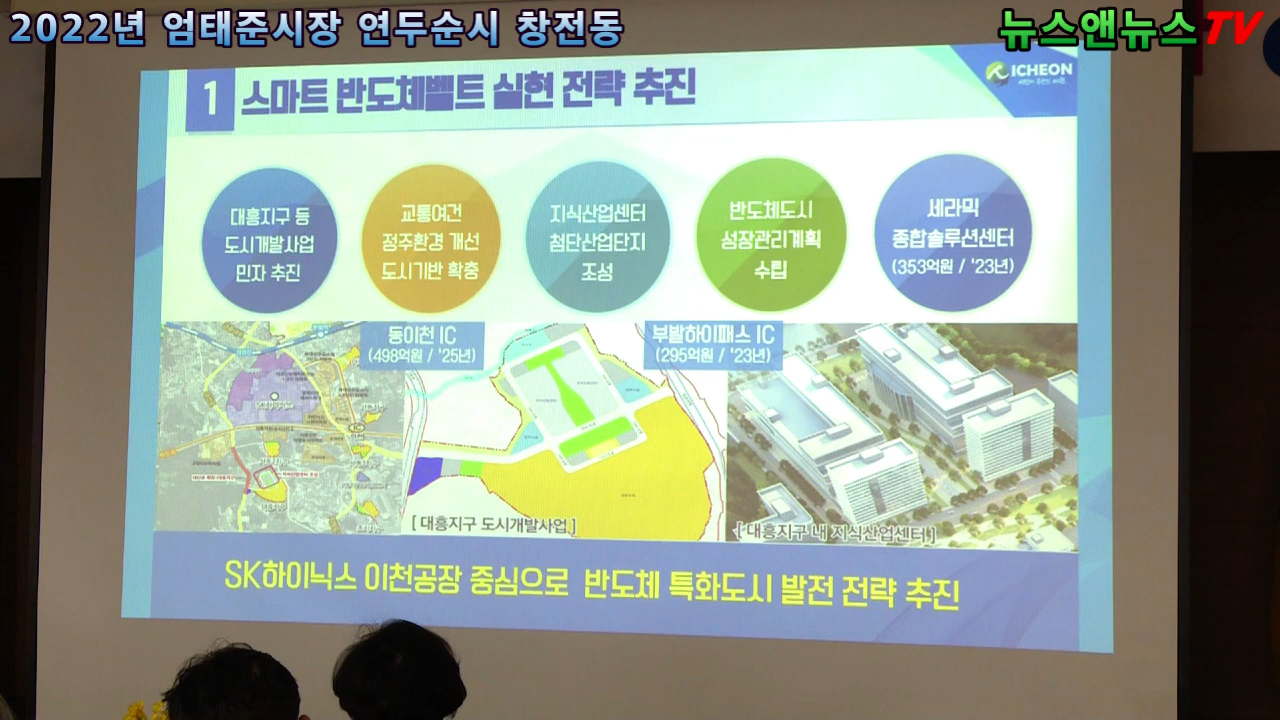 2022년 엄태준시장 연두순시 창전동
뉴스앤뉴스TV
1 스마트 반도체벨트 실현 전략 추진
ICHEON
대흥지구 등
도시개발사업
민자 추진
교통여건
정주환경 개선
도시기반 확충
지식산업센터
첨단산업단지
조성
반도체도시
성장관리계획
수립
세라믹
종합솔루션센터
(353억원 / '23년)
동이천 IC
(498억원 / '25년)
부발하이패스 IC
(295억원 / '23년)
[ 대흥지구 도시개발사업 ]
[ 대흥지구 내 지식산업센터 ]
SK하이닉스 이천공장 중심으로 반도체 특화도시 발전 전략 추진